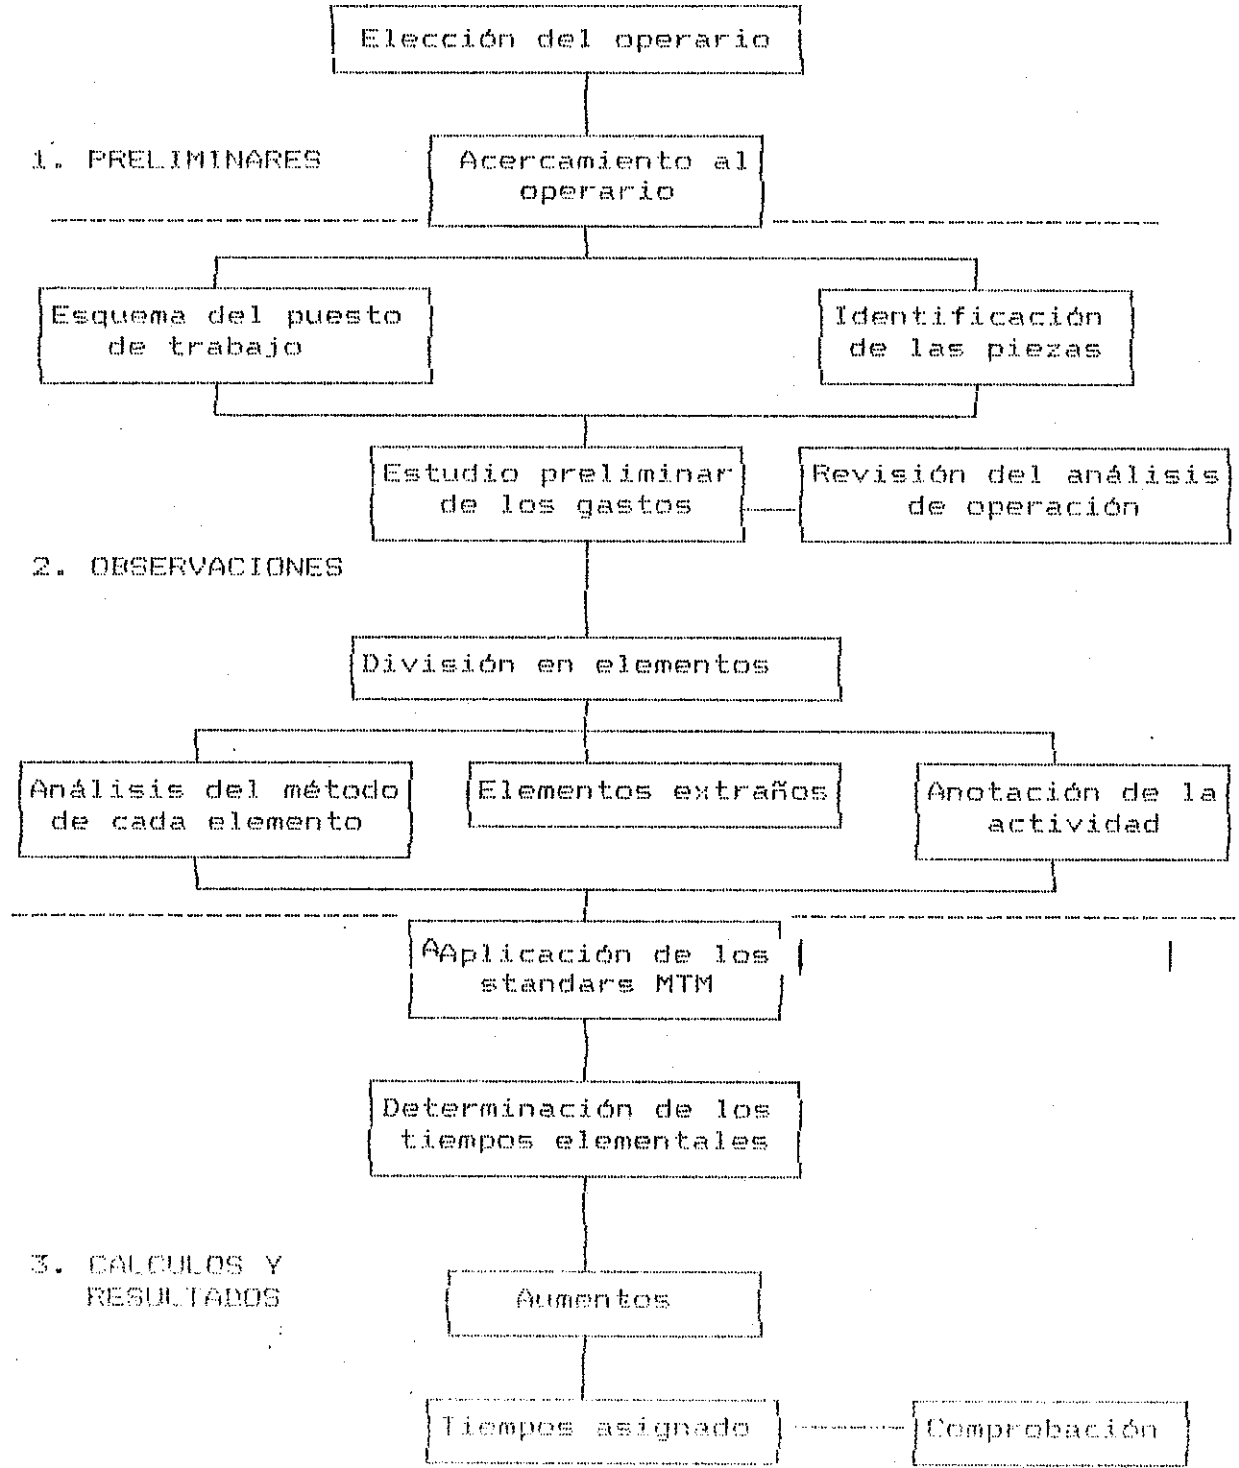 Elección del operario
1. PRELIMINARES
Acercamiento al
operario
Esquema del puesto
de trabajo
Identificación
de las piezas
Estudio preliminar
de los gastos
Revisión del análisis
de operación
2. OBSERVACIONES
División en elementos
Análisis del método
de cada elemento
Elementos extraños
Anotación de la
actividad
AAplicación de los
standars MTM
Determinación de los
tiempos elementales
3. CALCULOS Y
RESULTADOS
Aumentos
Tiempos asignado
Comprobación